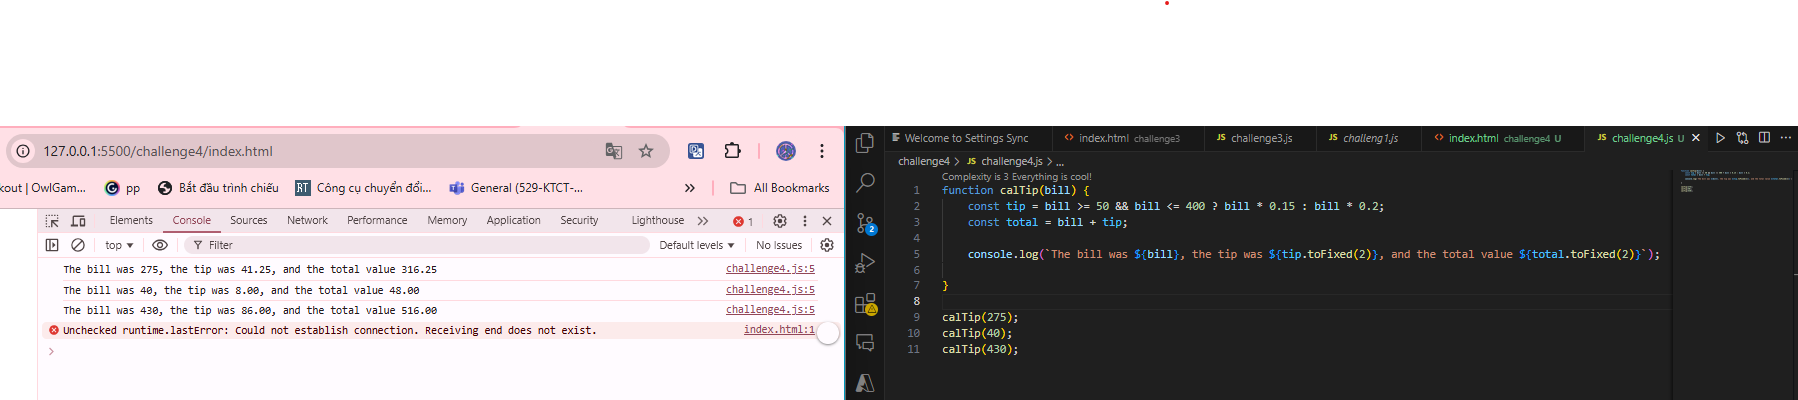 127.0.0.1:5500/challenge4/index.html
kout | OwlGam... pp Bắt đầu trình chiếu Công cụ chuyển đổi... General (529-KTCT-... » All Bookmarks
Elements Console Sources Network Performance Memory Application Security Lighthouse » 1
top Filter Default levels No Issues
The bill was 275, the tip was 41.25, and the total value 316.25 challenge4.js:5
The bill was 40, the tip was 8.00, and the total value 48.00 challenge4.js:5
The bill was 430, the tip was 86.00, and the total value 516.00 challenge4.js:5
Unchecked runtime.lastError: Could not establish connection. Receiving end does not exist. index.html:1
>
Welcome to Settings Sync index.html challenge3 JS challenge3.js JS challeng1.js index.html challenge4 U JS challenge4.js U
challenge4 > JS challenge4.js > ...
Complexity is 3 Everything is cool!
1 function calTip(bill) {
2 const tip = bill >= 50 && bill <= 400 ? bill * 0.15 : bill * 0.2;
3 const total = bill + tip;
4
5 console.log(`The bill was ${bill}, the tip was ${tip.toFixed(2)}, and the total value ${total.toFixed(2)}`);
6
7 }
8
9 calTip(275);
10 calTip(40);
11 calTip(430);
2